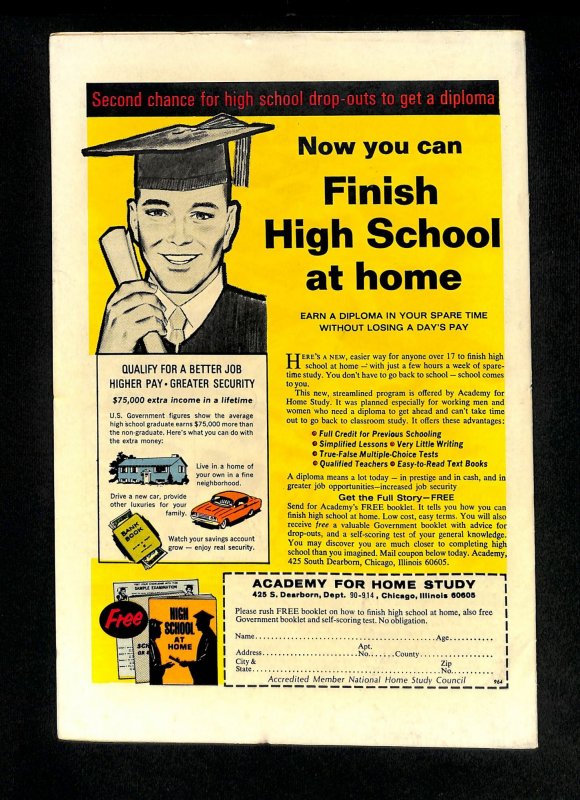 Second chance for high school drop-outs to get a diploma
Now you can
Finish
High School
at home
EARN A DIPLOMA IN YOUR SPARE TIME
WITHOUT LOSING A DAY'S PAY
HERE'S A NEW, easier way for anyone over 17 to finish high
school at home — with just a few hours a week of spare-
time study. You don't have to go back to school — school comes
to you.
This new, streamlined program is offered by Academy for
Home Study. It was planned especially for working men and
women who need a diploma to get ahead and can't take time
out to go back to classroom study. It offers these advantages:
• Full Credit for Previous Schooling
• Simplified Lessons • Very Little Writing
• True-False Multiple-Choice Tests
• Qualified Teachers • Easy-to-Read Text Books
A diploma means a lot today — in prestige and in cash, and in
greater job opportunities—increased job security
Get the Full Story—FREE
Send for Academy's FREE booklet. It tells you how you can
finish high school at home. Low cost, easy terms. You will also
receive free a valuable Government booklet with advice for
drop-outs, and a self-scoring test of your general knowledge.
You may discover you are much closer to completing high
school than you imagined. Mail coupon below today. Academy,
425 South Dearborn, Chicago, Illinois 60605.
QUALIFY FOR A BETTER JOB
HIGHER PAY • GREATER SECURITY
$75,000 extra income in a lifetime
U.S. Government figures show the average
high school graduate earns $75,000 more than
the non-graduate. Here's what you can do with
the extra money:
Live in a home of
your own in a fine
neighborhood.
Drive a new car, provide
other luxuries for your
family.
BANK
BOOK
Watch your savings account
grow — enjoy real security.
Free
SAMPLE EXAMINATION
HIGH
SCHOOL
AT HOME
ACADEMY FOR HOME STUDY
425 S. Dearborn, Dept. 90-914, Chicago, Illinois 60605
Please rush FREE booklet on how to finish high school at home, also free
Government booklet and self-scoring test. No obligation.
Name Age
Address Apt. No. County
City & State Zip No.
Accredited Member National Home Study Council 964